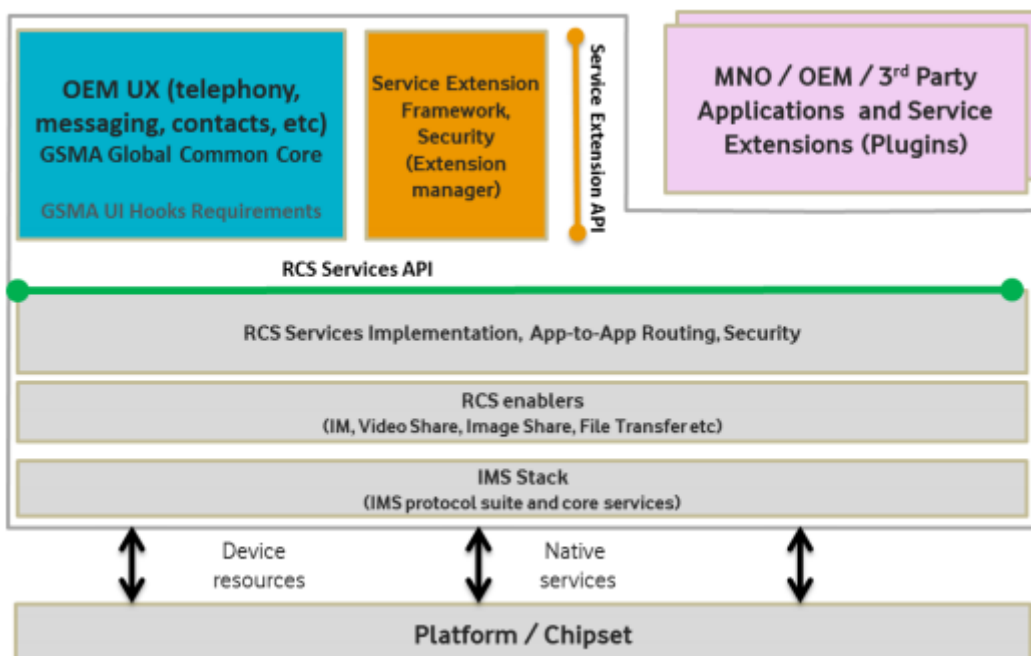 OEM UX (telephony,
messaging, contacts, etc)
GSMA Global Common Core
GSMA UI Hooks Requirements
Service Extension
Framework,
Security
(Extension
manager)
Service Extension API
MNO / OEM / 3rd Party
Applications and Service
Extensions (Plugins)
RCS Services API
RCS Services Implementation, App-to-App Routing, Security
RCS enablers
(IM, Video Share, Image Share, File Transfer etc)
IMS Stack
(IMS protocol suite and core services)
Device
resources
Native
services
Platform / Chipset